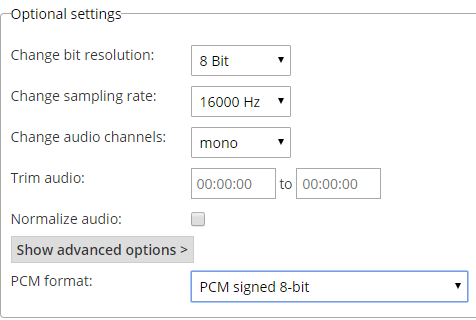 Optional settings
Change bit resolution: 8 Bit
Change sampling rate: 16000 Hz
Change audio channels: mono
Trim audio: 00:00:00 to 00:00:00
Normalize audio:
Show advanced options >
PCM format: PCM signed 8-bit